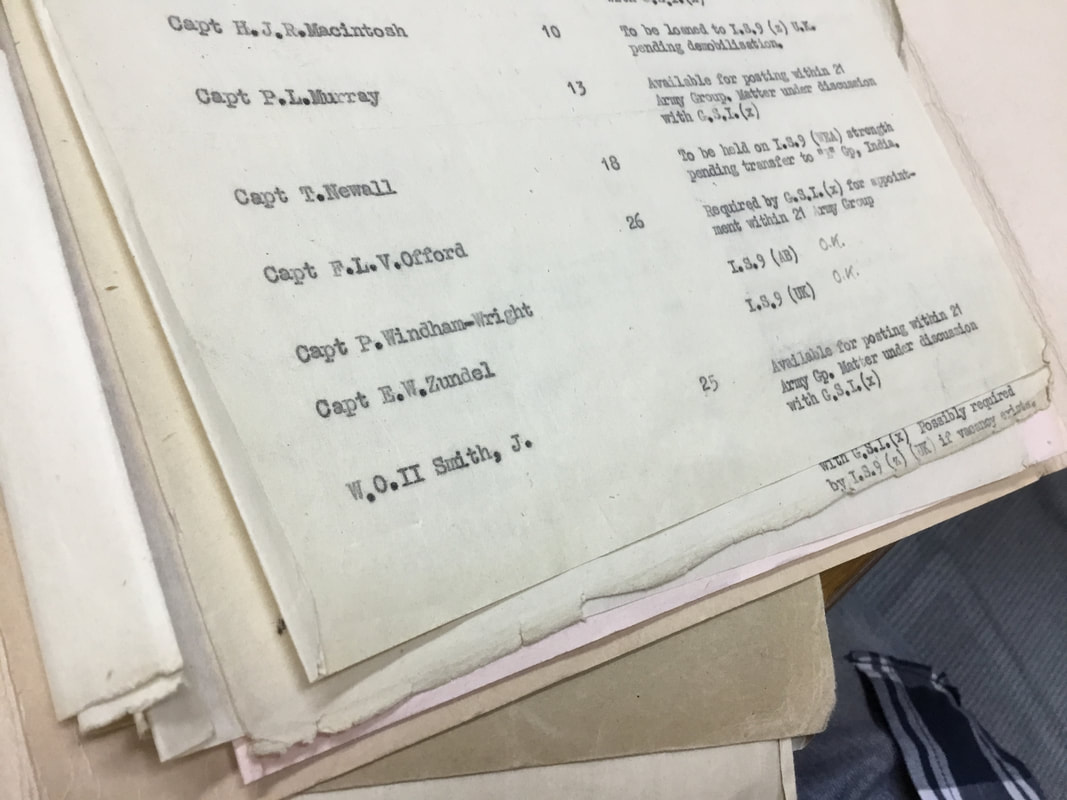 Capt H.J.R.Macintosh 10 To be loaned to I.S.9 (z) U.K.
pending demobilisation.
Capt P.L.Murray 13 Available for posting within 21
Army Group. Matter under discussion
with G.S.I.(x)
Capt T.Newall 18 To be held on I.S.9 (WEA) strength
pending transfer to "E" Gp, India.
Capt F.L.V.Offord 26 Required by G.S.I.(x) for appoint-
ment within 21 Army Group
Capt P.Windham-Wright I.S.9 (AB) O.K.
Capt E.W.Zundel I.S.9 (UK) O.K.
W.O.II Smith, J. 25 Available for posting within 21
Army Gp. Matter under discussion
with G.S.I.(x)
with G.S.I.(x) Possibly required
by I.S.9 (z) (UK) if vacancy exists.